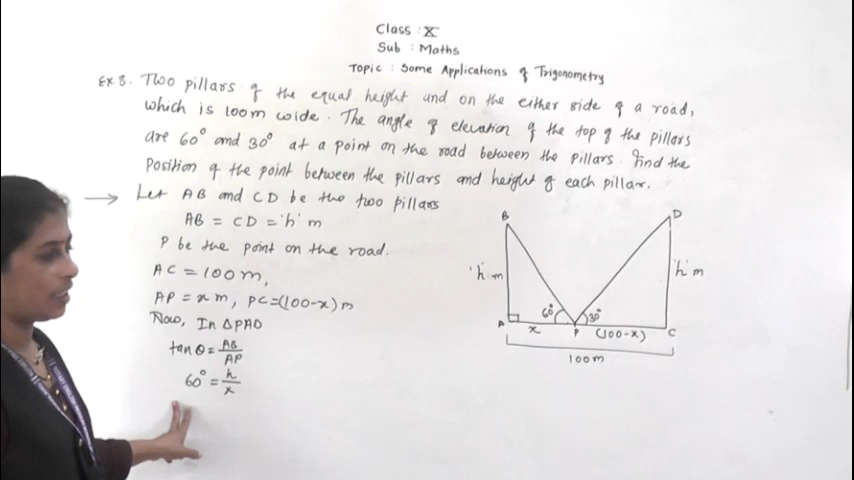 Class : X
Sub : Maths
Topic : Some Applications of Trigonometry
Ex 8. Two pillars of the equal height and on the either side of a road,
which is 100m wide. The angle of elevation of the top of the pillars
are 60° and 30° at a point on the road between the pillars. Find the
Position of the point between the pillars and height of each pillar.
→ Let AB and CD be the two pillars
AB = CD = 'h' m
P be the point on the road.
AC = 100 m,
AP = x m, PC = (100-x) m
Now, In △PAO
tan θ = AB/AP
60° = h/x
B D
'h' m 'h' m
60° 30°
A x P (100-x) C
100m